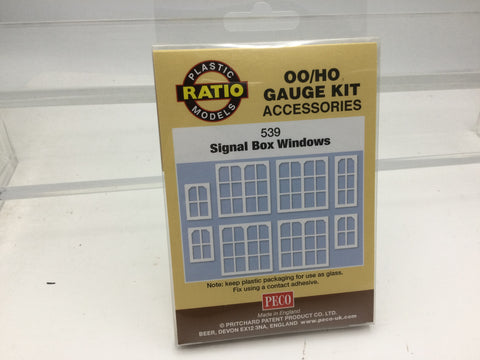 PLASTIC
RATIO
MODELS
OO/HO
GAUGE KIT
ACCESSORIES
539
Signal Box Windows
Note: keep plastic packaging for use as glass.
Fix using a contact adhesive.
PECO
Made in England
© PRITCHARD PATENT PRODUCT CO. LTD.
BEER, DEVON EX12 3NA, ENGLAND www.peco-uk.com